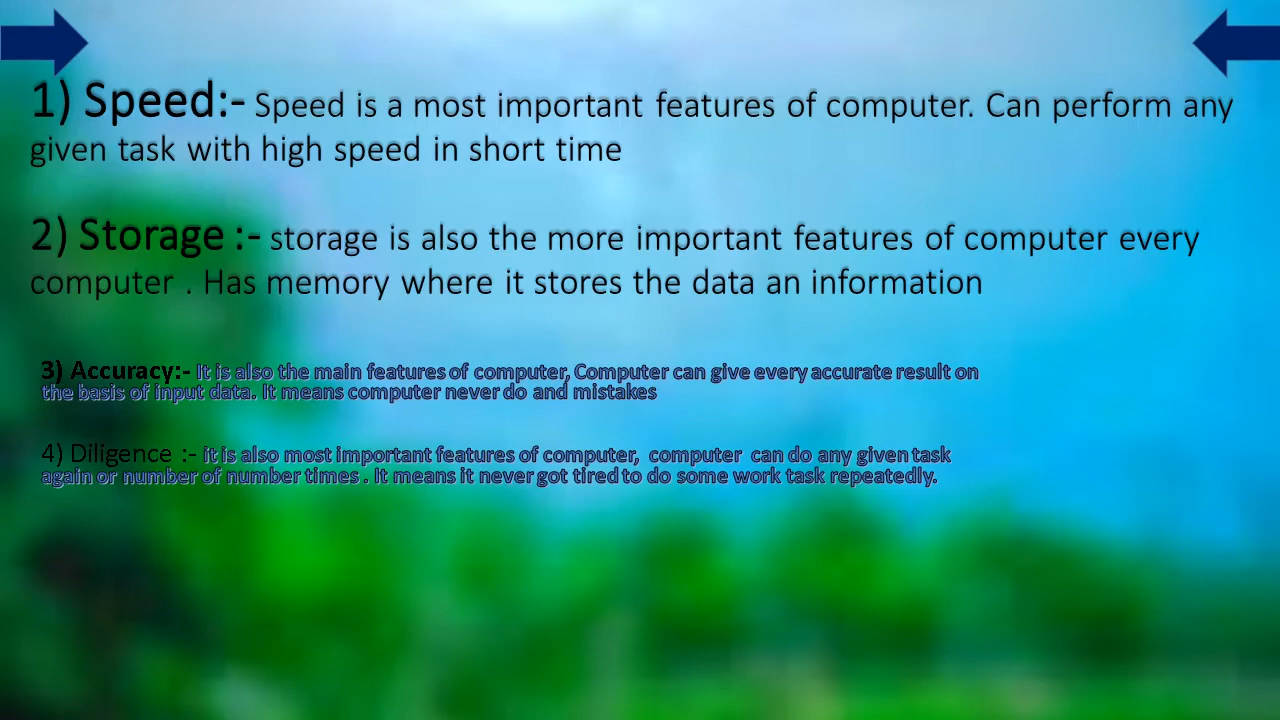 1) Speed:- Speed is a most important features of computer. Can perform any
given task with high speed in short time
2) Storage :- storage is also the more important features of computer every
computer . Has memory where it stores the data an information
3) Accuracy:- It is also the main features of computer, Computer can give every accurate result on
the basis of input data. It means computer never do and mistakes
4) Diligence :- it is also most important features of computer, computer can do any given task
again or number of number times . It means it never got tired to do some work task repeatedly.